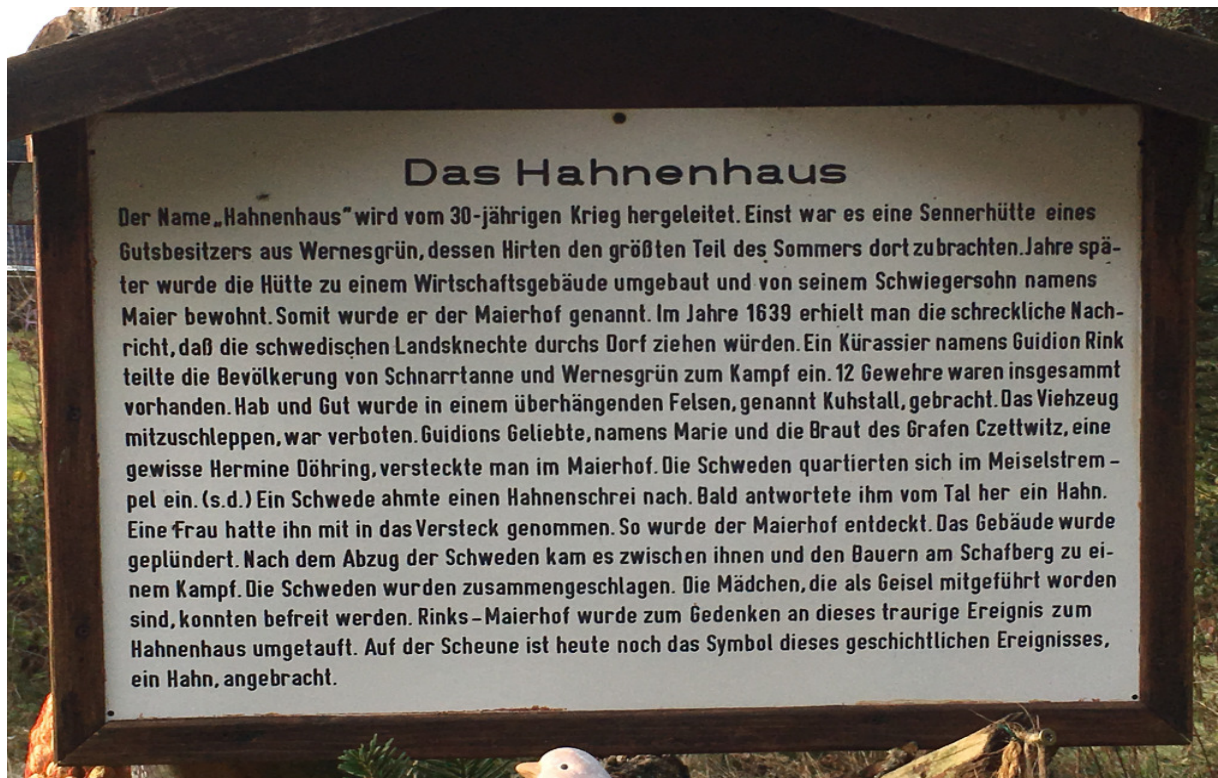 Das Hahnenhaus
Der Name „Hahnenhaus“ wird vom 30-jährigen Krieg hergeleitet. Einst war es eine Sennerhütte eines
Gutsbesitzers aus Wernesgrün, dessen Hirten den größten Teil des Sommers dort zubrachten. Jahre spä-
ter wurde die Hütte zu einem Wirtschaftsgebäude umgebaut und von seinem Schwiegersohn namens
Maier bewohnt. Somit wurde er der Maierhof genannt. Im Jahre 1639 erhielt man die schreckliche Nach-
richt, daß die schwedischen Landsknechte durchs Dorf ziehen würden. Ein Kürassier namens Guidion Rink
teilte die Bevölkerung von Schnarrtanne und Wernesgrün zum Kampf ein. 12 Gewehre waren insgesammt
vorhanden. Hab und Gut wurde in einem überhängenden Felsen, genannt Kuhstall, gebracht. Das Viehzeug
mitzuschleppen, war verboten. Guidions Geliebte, namens Marie und die Braut des Grafen Czettwitz, eine
gewisse Hermine Döhring, versteckte man im Maierhof. Die Schweden quartierten sich im Meiselstrem-
pel ein. (s.d.) Ein Schwede ahmte einen Hahnenschrei nach. Bald antwortete ihm vom Tal her ein Hahn.
Eine Frau hatte ihn mit in das Versteck genommen. So wurde der Maierhof entdeckt. Das Gebäude wurde
geplündert. Nach dem Abzug der Schweden kam es zwischen ihnen und den Bauern am Schafberg zu ei-
nem Kampf. Die Schweden wurden zusammengeschlagen. Die Mädchen, die als Geisel mitgeführt worden
sind, konnten befreit werden. Rinks-Maierhof wurde zum Gedenken an dieses traurige Ereignis zum
Hahnenhaus umgetauft. Auf der Scheune ist heute noch das Symbol dieses geschichtlichen Ereignisses,
ein Hahn, angebracht.